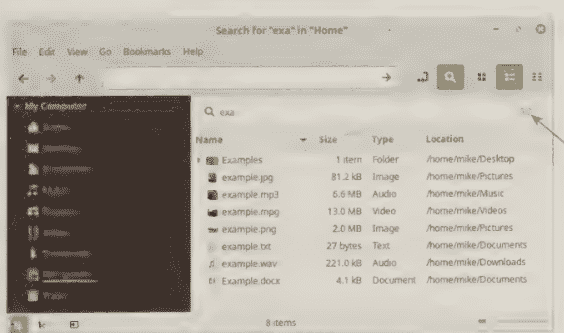 Search for "exa" in "Home"
File Edit View Go Bookmarks Help
My Computer
exa
Name Size Type Location
Examples 1 item Folder /home/mike/Desktop
example.jpg 81.2 kB Image /home/mike/Pictures
example.mp3 6.6 MB Audio /home/mike/Music
example.mpg 13.0 MB Video /home/mike/Videos
example.png 2.0 MB Image /home/mike/Pictures
example.txt 27 bytes Text /home/mike/Documents
example.wav 221.0 kB Audio /home/mike/Downloads
Example.docx 4.1 kB Document /home/mike/Documents
8 items